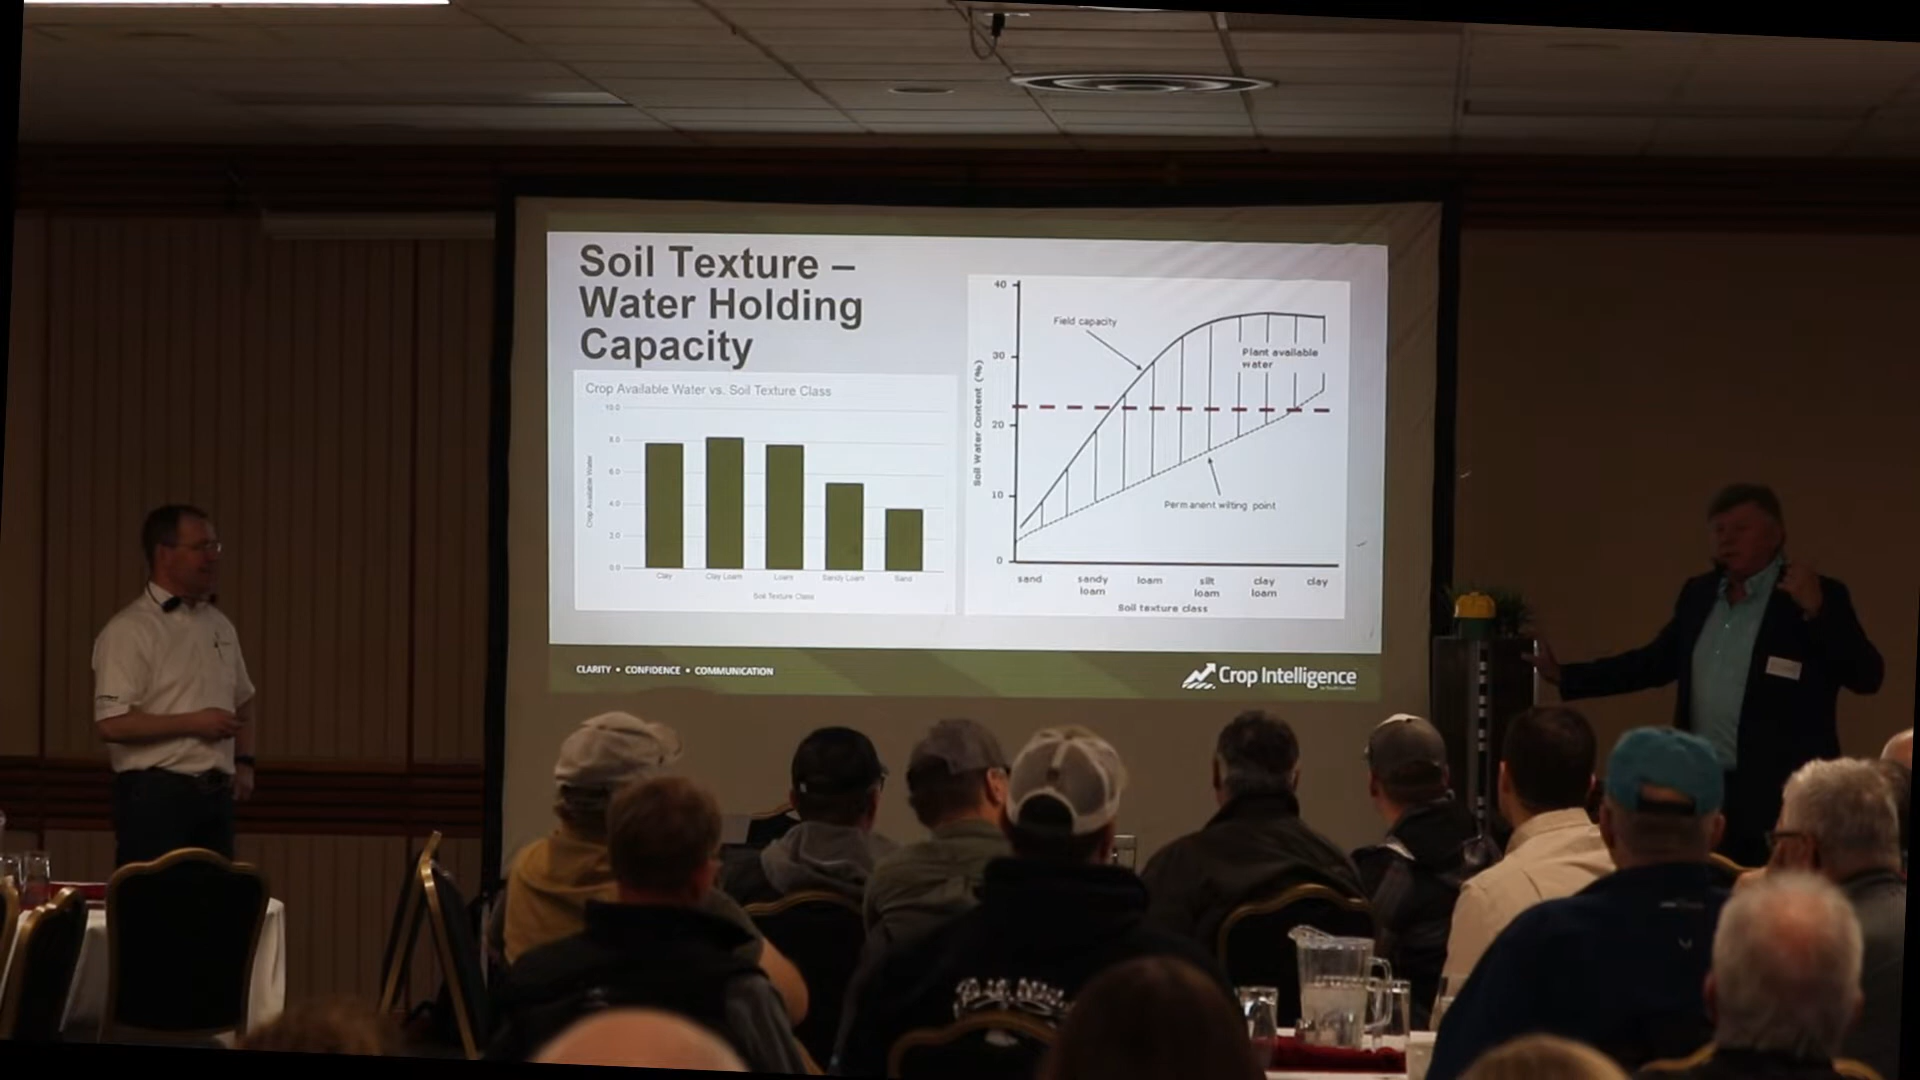 Soil Texture –
Water Holding
Capacity
Crop Available Water vs. Soil Texture Class
10.0
8.0
6.0
4.0
2.0
0.0
Crop Available Water
Clay
Clay Loam
Loam
Sandy Loam
Sand
Soil Texture Class
40
30
20
10
0
Soil Water Content (%)
Field capacity
Plant available
water
Permanent wilting point
sand
sandy
loam
loam
silt
loam
clay
loam
clay
Soil texture class
CLARITY • CONFIDENCE • COMMUNICATION
Crop Intelligence